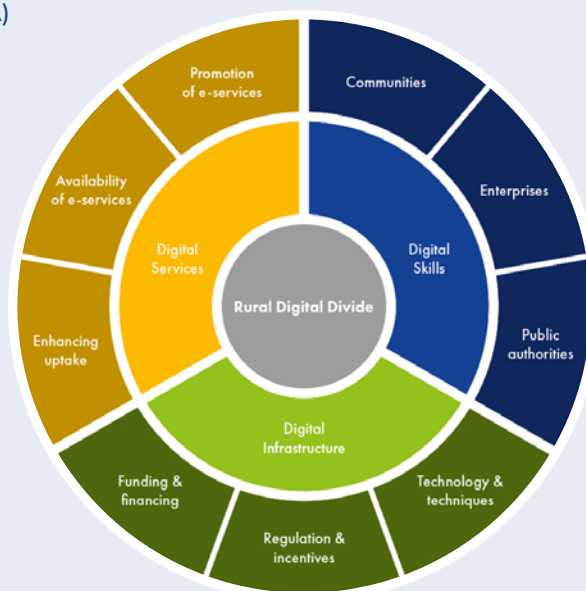 Promotion
of e-services
Communities
Availability
of e-services
Enterprises
Digital
Services
Digital
Skills
Rural Digital Divide
Enhancing
uptake
Public
authorities
Digital
Infrastructure
Funding &
financing
Technology &
techniques
Regulation &
incentives